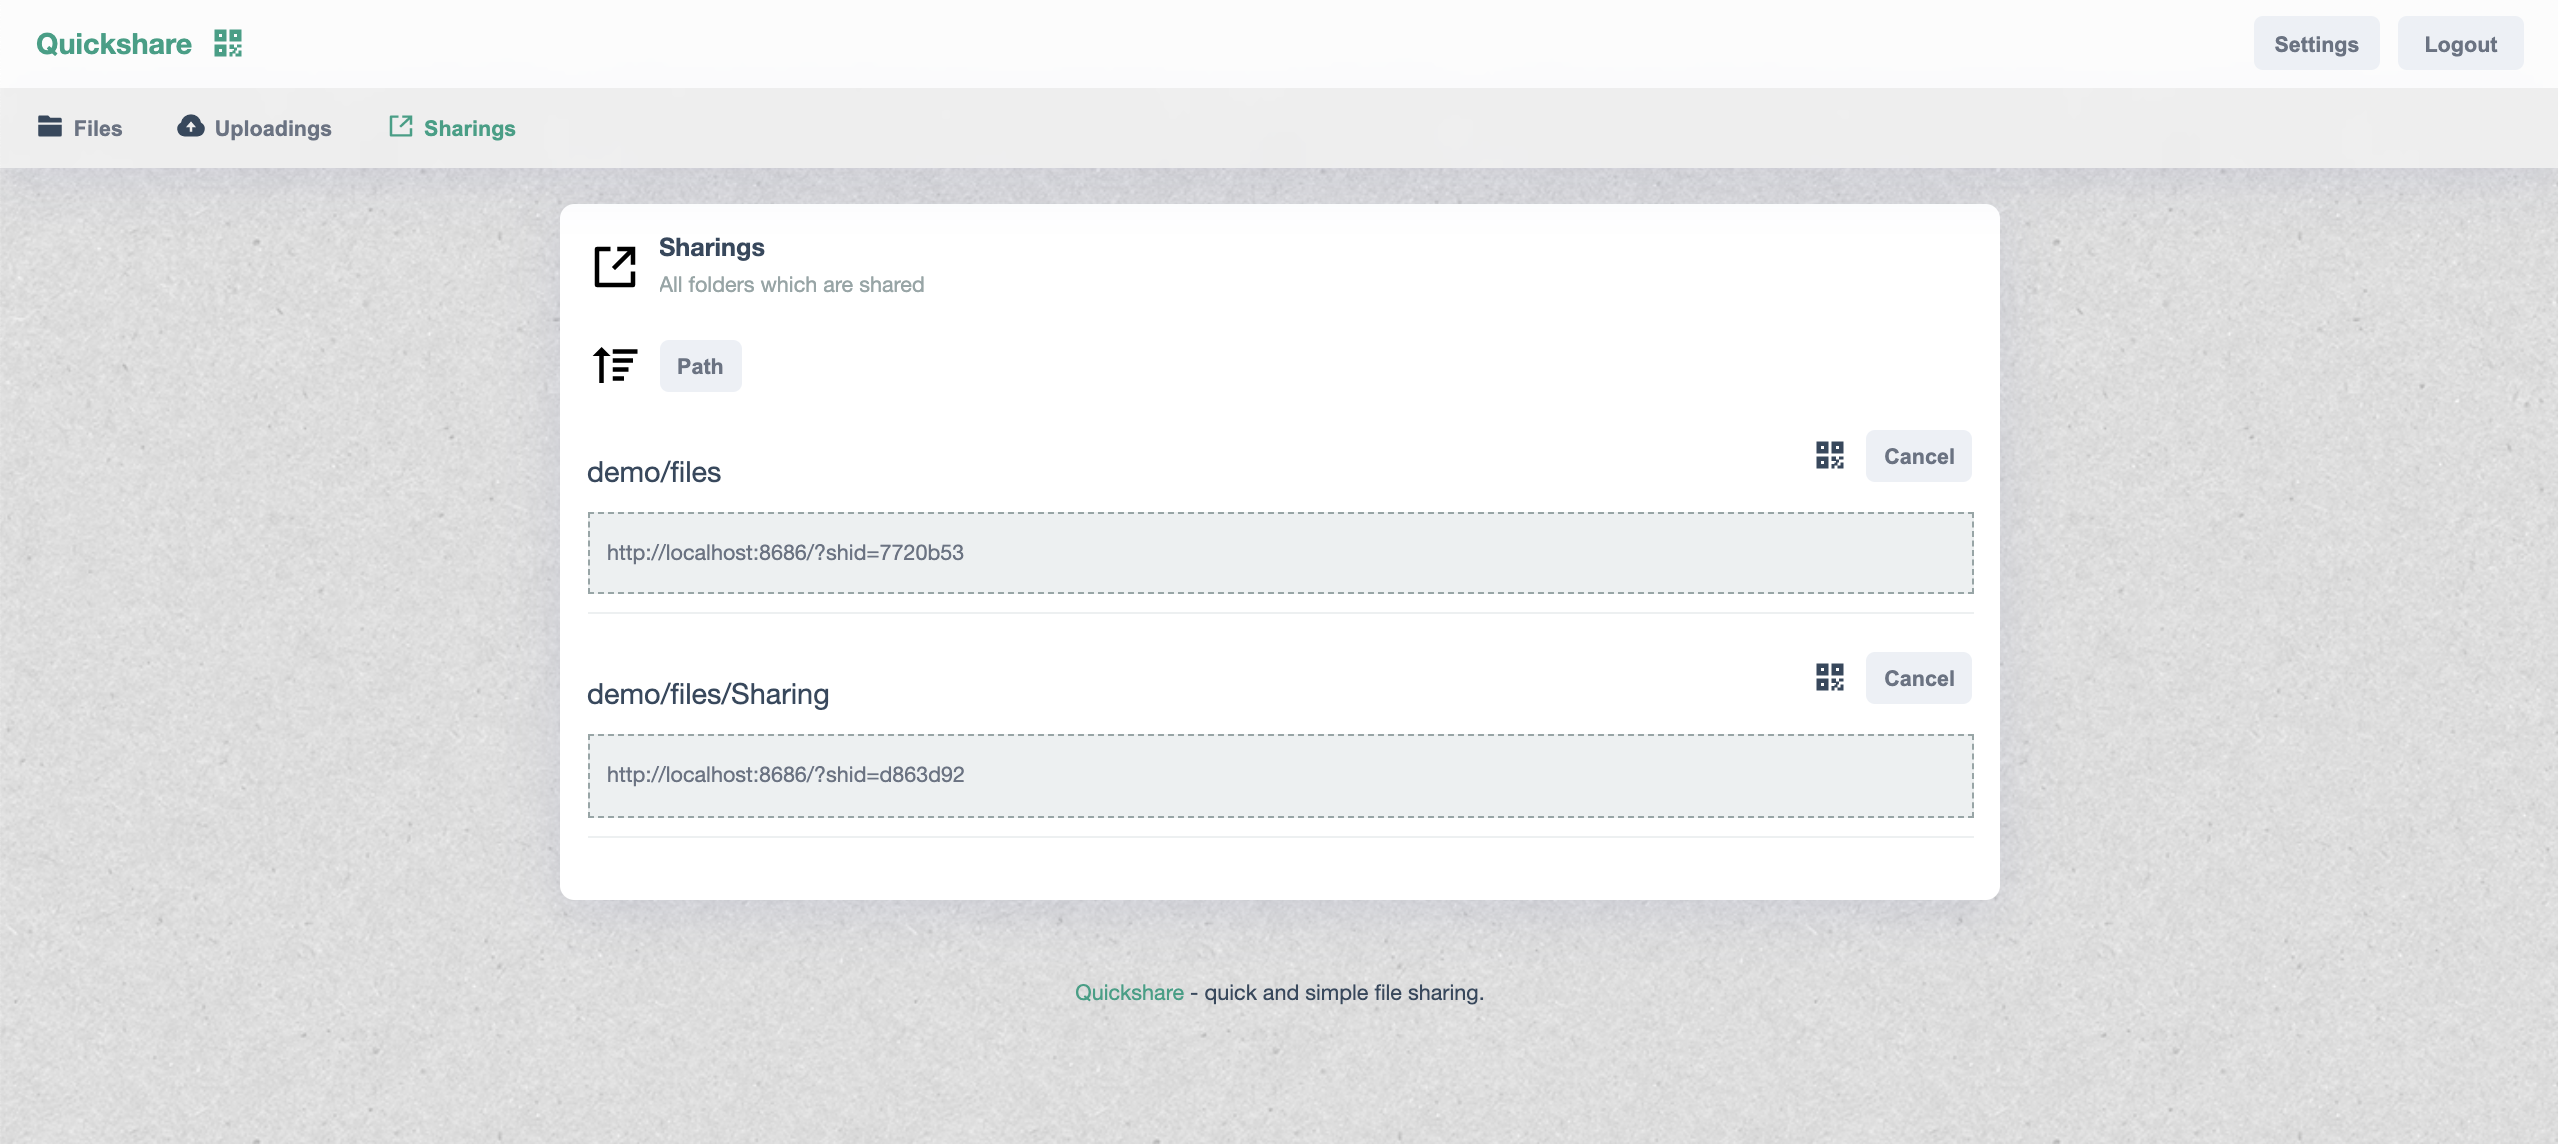 Quickshare
Settings
Logout
Files
Uploadings
Sharings
Sharings
All folders which are shared
Path
demo/files
Cancel
http://localhost:8686/?shid=7720b53
demo/files/Sharing
Cancel
http://localhost:8686/?shid=d863d92
Quickshare - quick and simple file sharing.